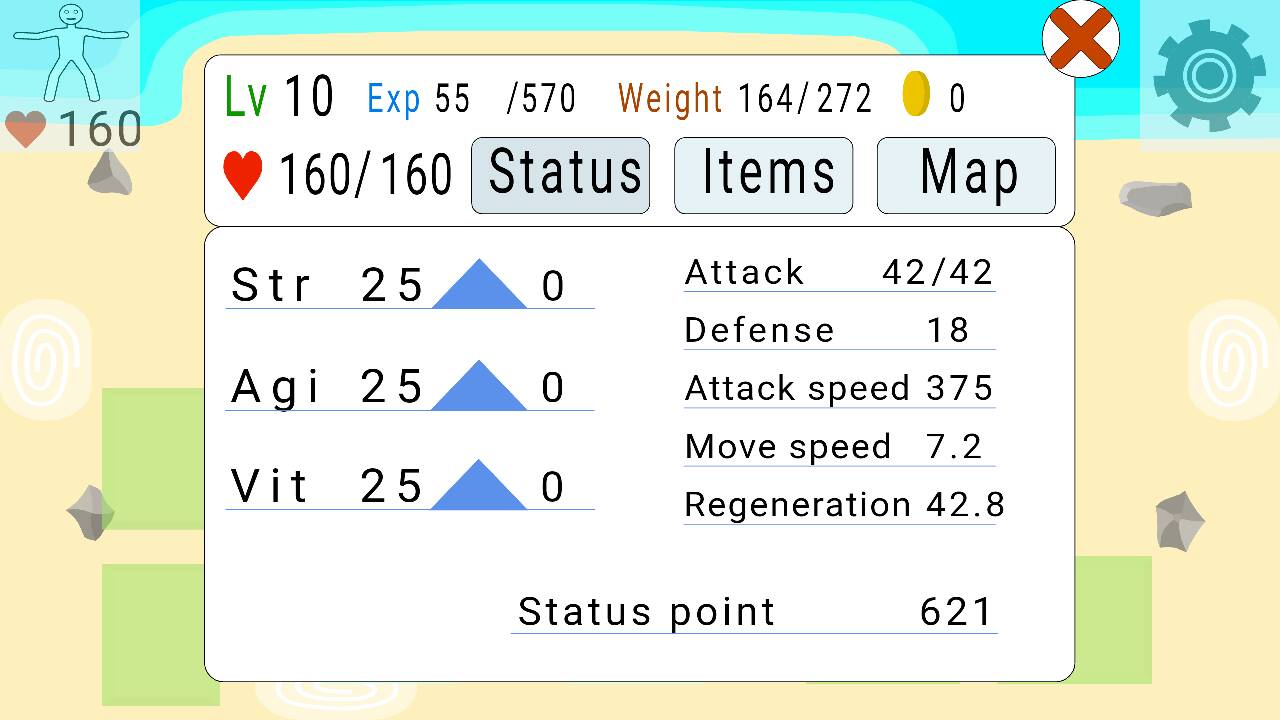 Lv 10 Exp 55 /570 Weight 164/272 0
160
160/160 Status Items Map
Str 25 0
Attack 42/42
Defense 18
Agi 25 0
Attack speed 375
Move speed 7.2
Vit 25 0
Regeneration 42.8
Status point 621